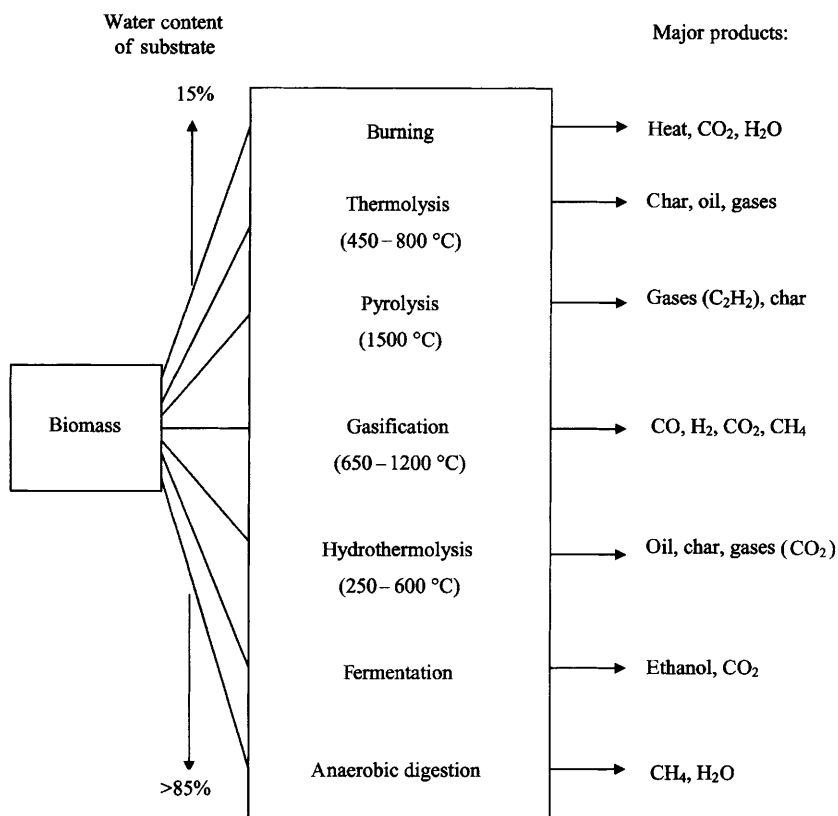 Water content
of substrate
Major products:
15%
Burning
Heat, CO₂, H₂O
Thermolysis
(450–800 °C)
Char, oil, gases
Pyrolysis
(1500 °C)
Gases (C₂H₂), char
Biomass
Gasification
(650–1200 °C)
CO, H₂, CO₂, CH₄
Hydrothermolysis
(250–600 °C)
Oil, char, gases (CO₂)
Fermentation
Ethanol, CO₂
Anaerobic digestion
CH₄, H₂O
>85%